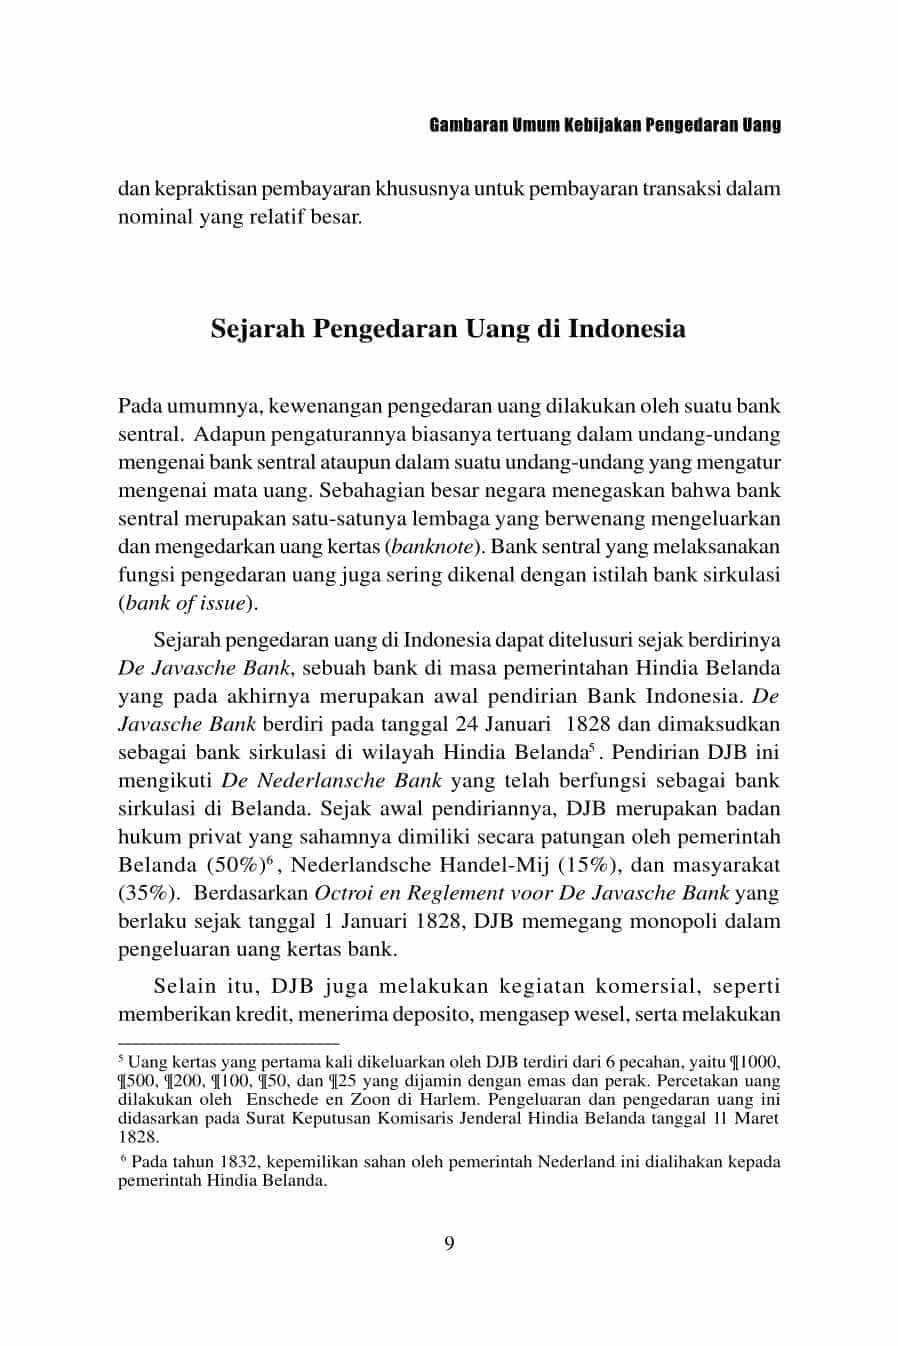 Gambaran Umum Kebijakan Pengedaran Uang
dan kepraktisan pembayaran khususnya untuk pembayaran transaksi dalam
nominal yang relatif besar.
Sejarah Pengedaran Uang di Indonesia
Pada umumnya, kewenangan pengedaran uang dilakukan oleh suatu bank
sentral. Adapun pengaturannya biasanya tertuang dalam undang-undang
mengenai bank sentral ataupun dalam suatu undang-undang yang mengatur
mengenai mata uang. Sebahagian besar negara menegaskan bahwa bank
sentral merupakan satu-satunya lembaga yang berwenang mengeluarkan
dan mengedarkan uang kertas (banknote). Bank sentral yang melaksanakan
fungsi pengedaran uang juga sering dikenal dengan istilah bank sirkulasi
(bank of issue).
Sejarah pengedaran uang di Indonesia dapat ditelusuri sejak berdirinya
De Javasche Bank, sebuah bank di masa pemerintahan Hindia Belanda
yang pada akhirnya merupakan awal pendirian Bank Indonesia. De
Javasche Bank berdiri pada tanggal 24 Januari 1828 dan dimaksudkan
sebagai bank sirkulasi di wilayah Hindia Belanda⁵ . Pendirian DJB ini
mengikuti De Nederlansche Bank yang telah berfungsi sebagai bank
sirkulasi di Belanda. Sejak awal pendiriannya, DJB merupakan badan
hukum privat yang sahamnya dimiliki secara patungan oleh pemerintah
Belanda (50%)⁶ , Nederlandsche Handel-Mij (15%), dan masyarakat
(35%). Berdasarkan Octroi en Reglement voor De Javasche Bank yang
berlaku sejak tanggal 1 Januari 1828, DJB memegang monopoli dalam
pengeluaran uang kertas bank.
Selain itu, DJB juga melakukan kegiatan komersial, seperti
memberikan kredit, menerima deposito, mengasep wesel, serta melakukan
⁵ Uang kertas yang pertama kali dikeluarkan oleh DJB terdiri dari 6 pecahan, yaitu ¶1000,
¶500, ¶200, ¶100, ¶50, dan ¶25 yang dijamin dengan emas dan perak. Percetakan uang
dilakukan oleh Enschede en Zoon di Harlem. Pengeluaran dan pengedaran uang ini
didasarkan pada Surat Keputusan Komisaris Jenderal Hindia Belanda tanggal 11 Maret
1828.
⁶ Pada tahun 1832, kepemilikan sahan oleh pemerintah Nederland ini dialihakan kepada
pemerintah Hindia Belanda.
9